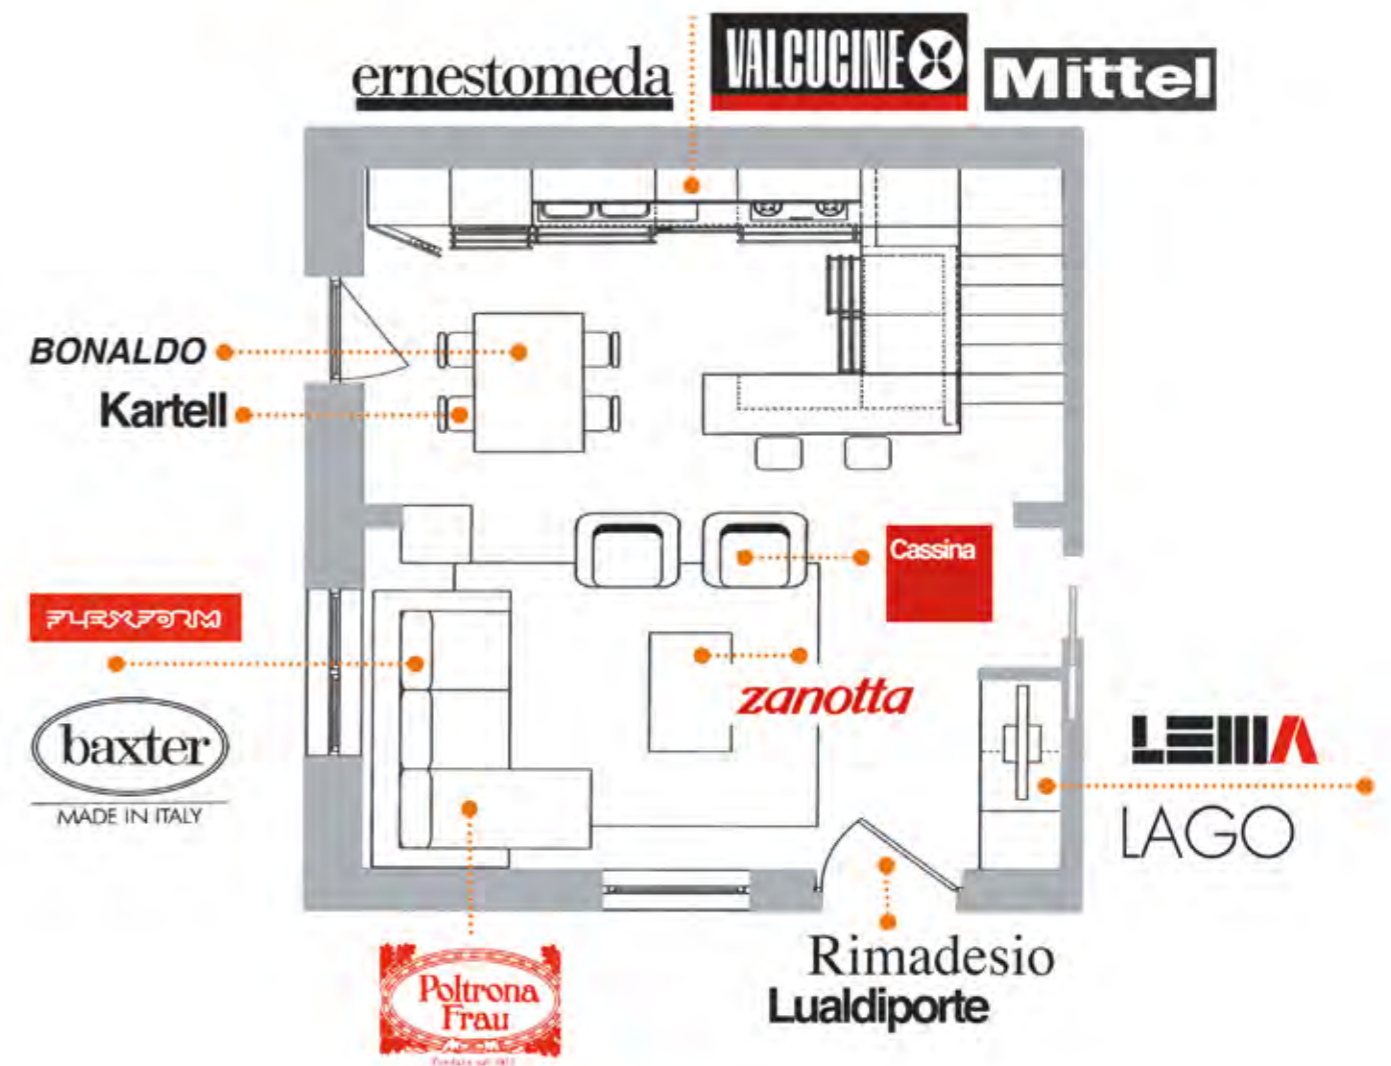 ernestomeda
VALCUCINE
Mittel
BONALDO
Kartell
Cassina
FLEXFORM
zanotta
baxter
MADE IN ITALY
LEMA
LAGO
Rimadesio
Lualdiporte
Poltrona
Frau